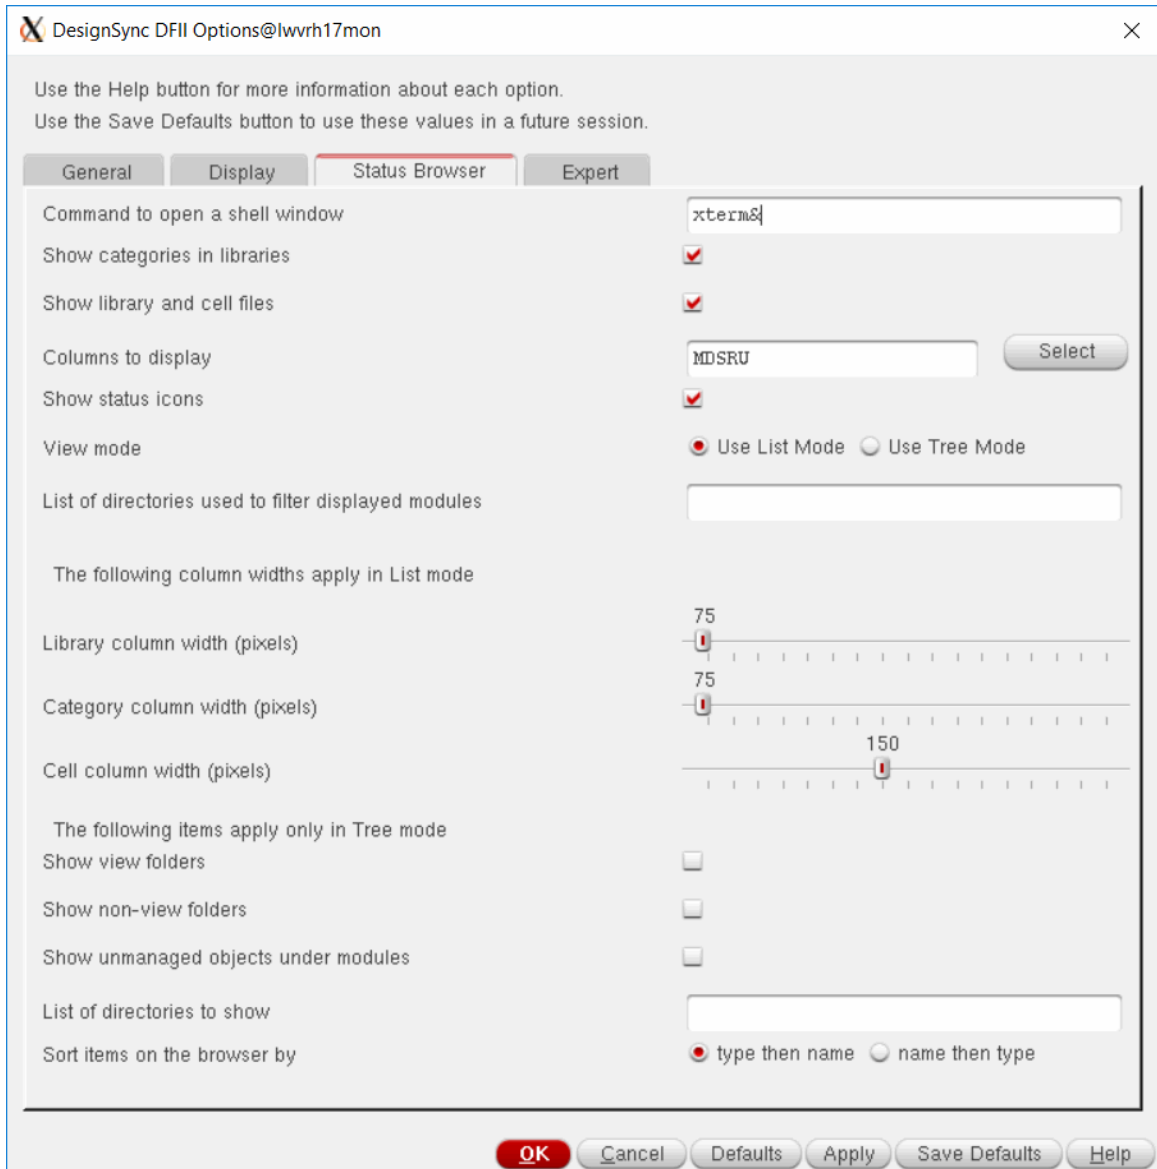 DesignSync DFII Options@lwvrh17mon
Use the Help button for more information about each option.
Use the Save Defaults button to use these values in a future session.
General Display Status Browser Expert
Command to open a shell window xterm&
Show categories in libraries
Show library and cell files
Columns to display MDSRU Select
Show status icons
View mode Use List Mode Use Tree Mode
List of directories used to filter displayed modules
The following column widths apply in List mode
75
Library column width (pixels)
75
Category column width (pixels)
150
Cell column width (pixels)
The following items apply only in Tree mode
Show view folders
Show non-view folders
Show unmanaged objects under modules
List of directories to show
Sort items on the browser by type then name name then type
OK Cancel Defaults Apply Save Defaults Help